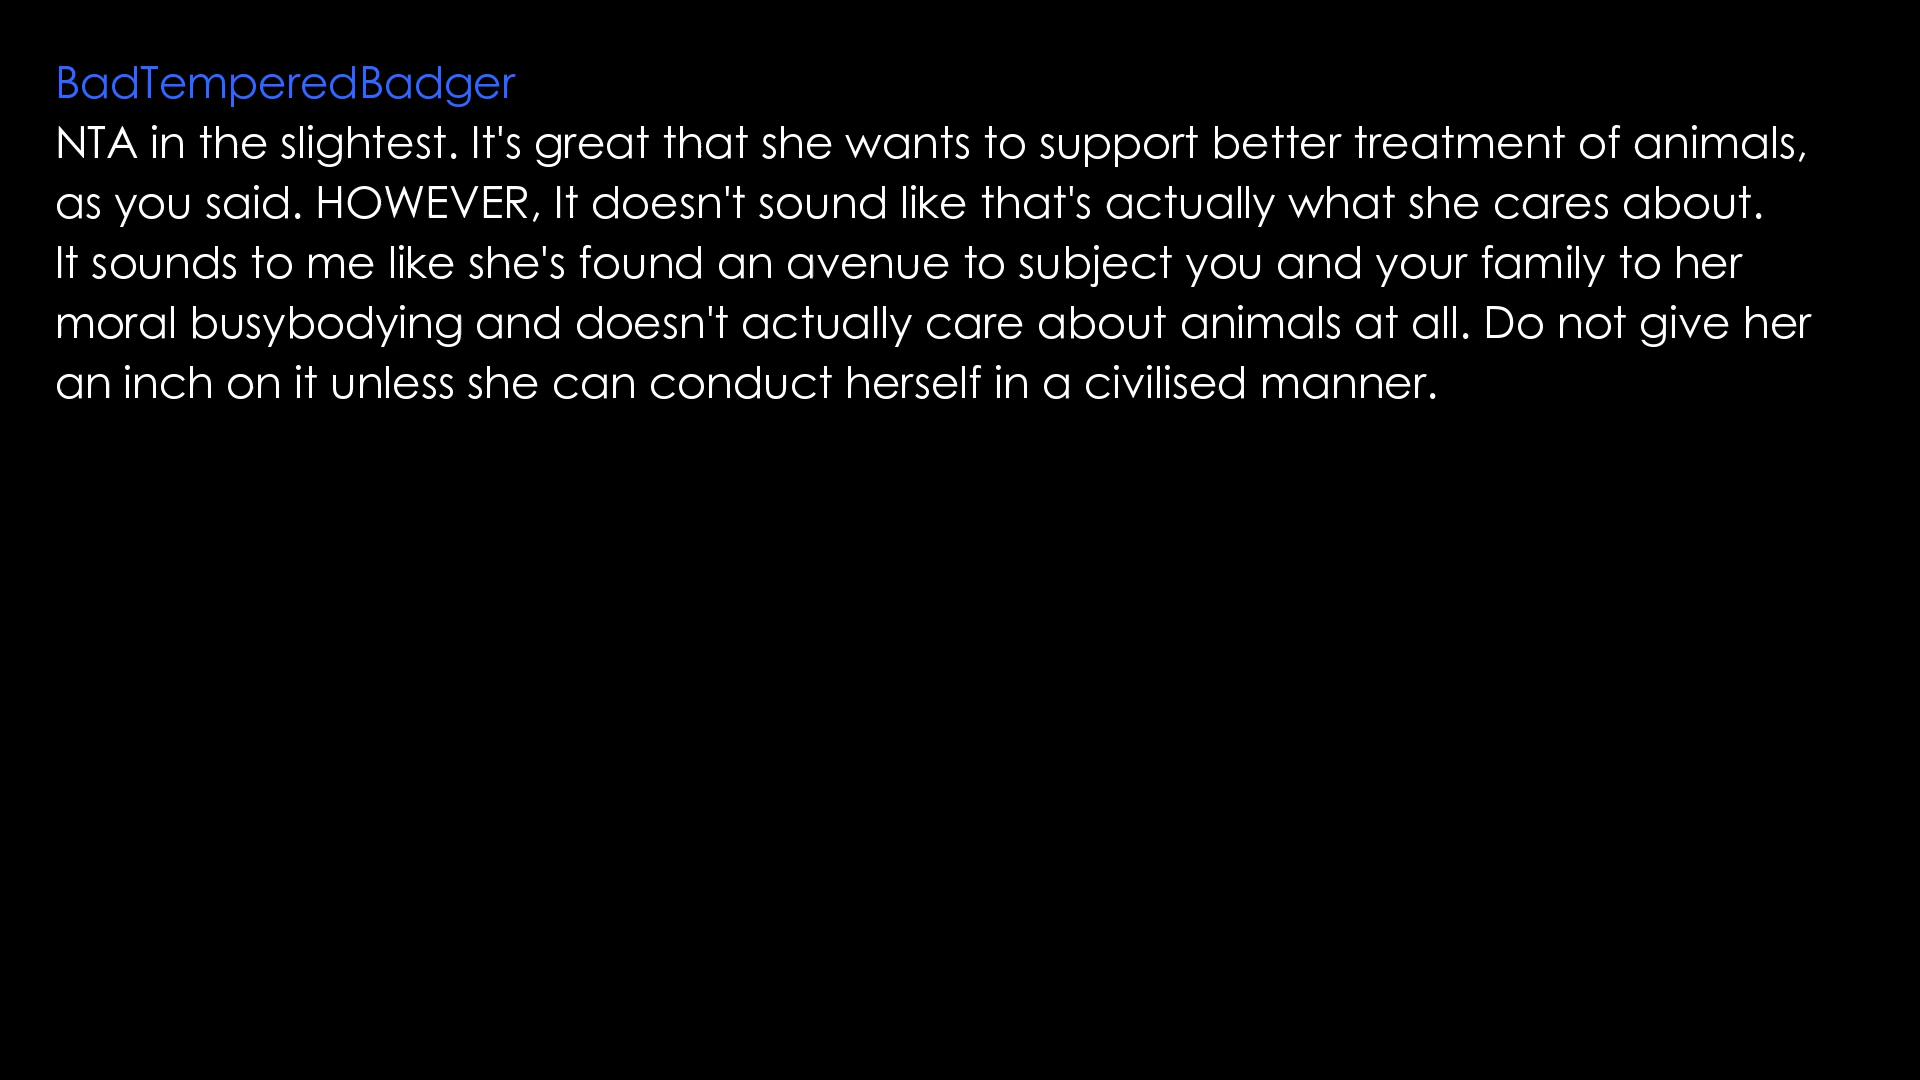 BadTemperedBadger
NTA in the slightest. It's great that she wants to support better treatment of animals,
as you said. HOWEVER, It doesn't sound like that's actually what she cares about.
It sounds to me like she's found an avenue to subject you and your family to her
moral busybodying and doesn't actually care about animals at all. Do not give her
an inch on it unless she can conduct herself in a civilised manner.